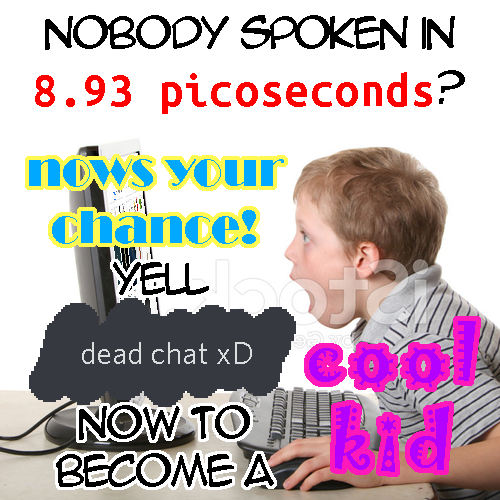 NOBODY SPOKEN IN
8.93 picoseconds?
nows your
chance!
YELL
dead chat xD
cool
NOW TO
kid
BECOME A